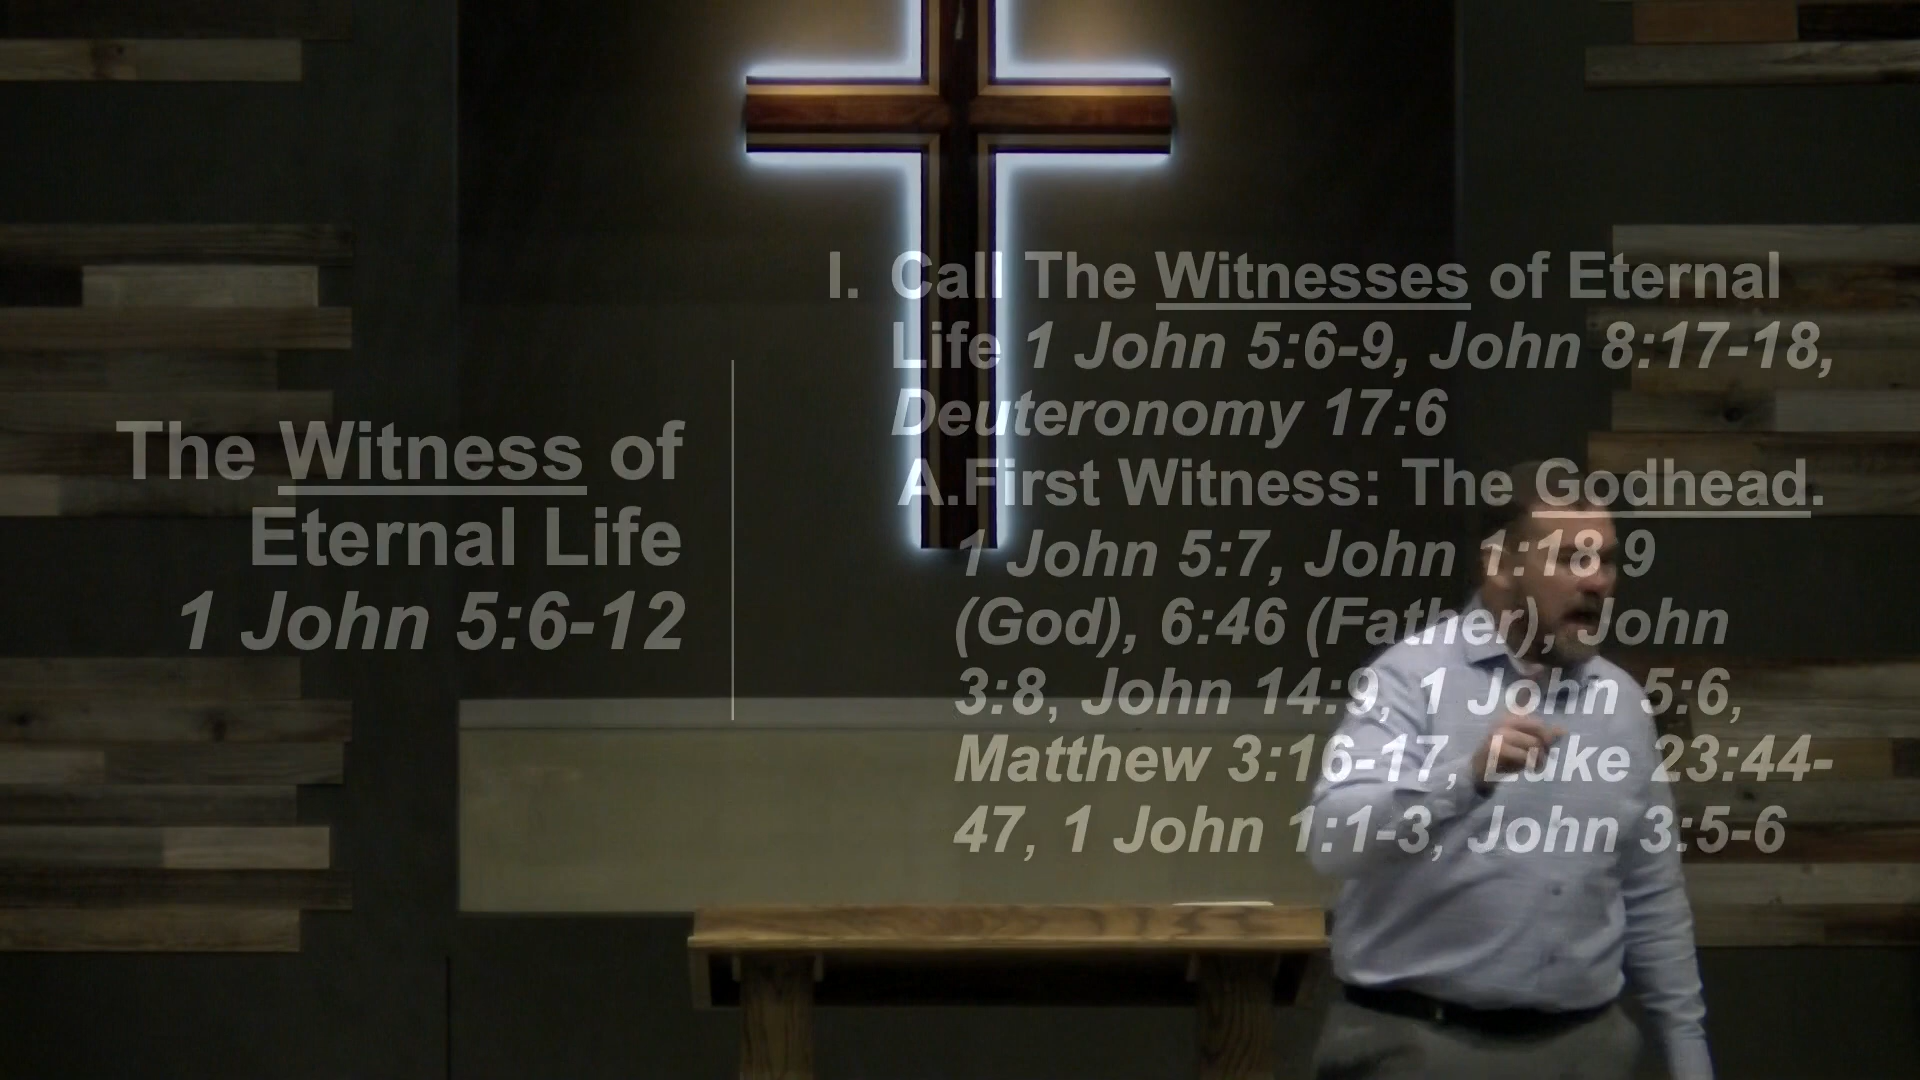 The Witness of
Eternal Life
1 John 5:6-12
I. Call The Witnesses of Eternal
Life 1 John 5:6-9, John 8:17-18,
Deuteronomy 17:6
A.First Witness: The Godhead.
1 John 5:7, John 1:18 9
(God), 6:46 (Father), John
3:8, John 14:9, 1 John 5:6,
Matthew 3:16-17, Luke 23:44-
47, 1 John 1:1-3, John 3:5-6